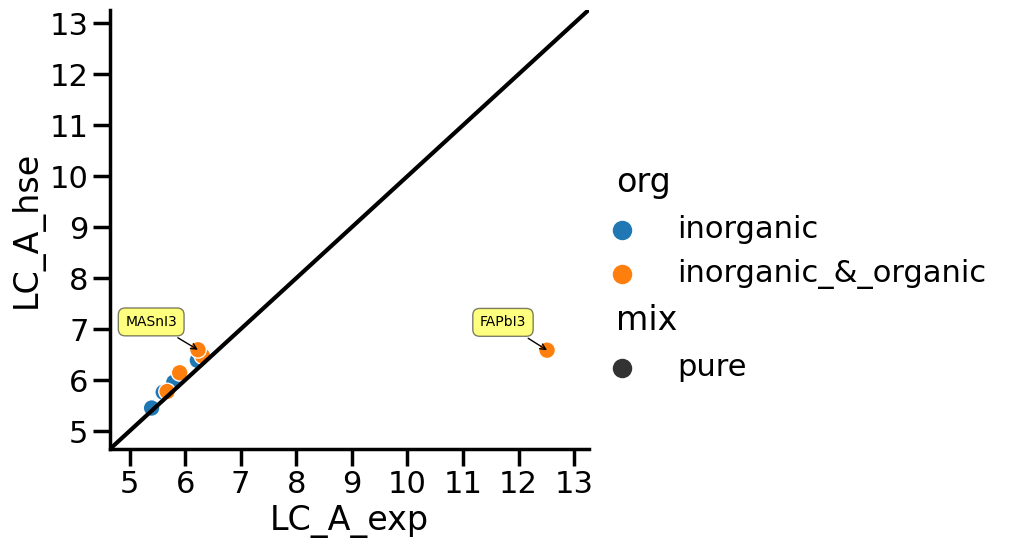 13
12
11
10
9
8
7
6
5
LC_A_hse
MASnI3
FAPbI3
5 6 7 8 9 10 11 12 13
LC_A_exp
org
inorganic
inorganic_&_organic
mix
pure